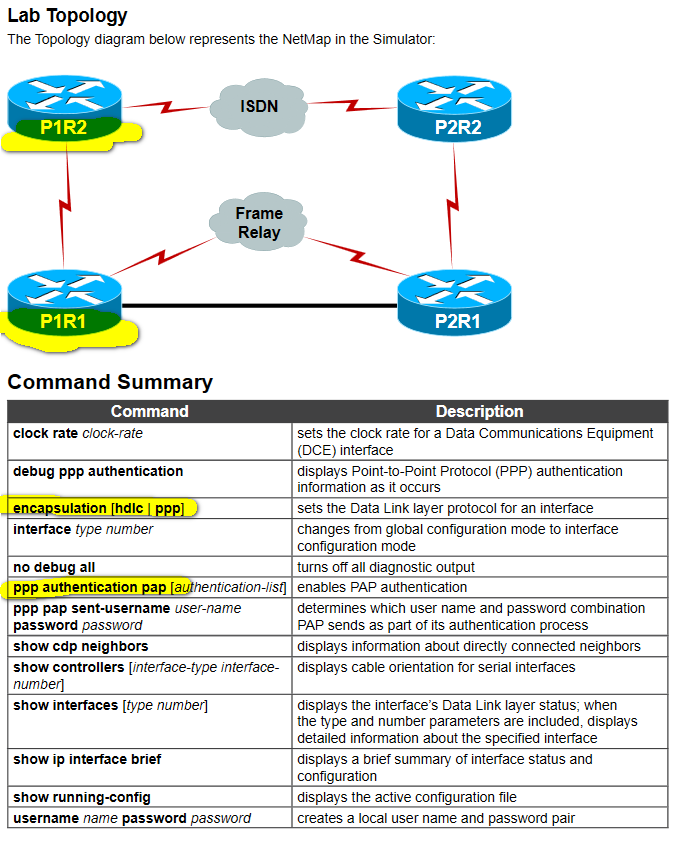 Lab Topology
The Topology diagram below represents the NetMap in the Simulator:
P1R2
ISDN
P2R2
Frame
Relay
P1R1
P2R1
Command Summary
Command Description
clock rate clock-rate sets the clock rate for a Data Communications Equipment
(DCE) interface
debug ppp authentication displays Point-to-Point Protocol (PPP) authentication
information as it occurs
encapsulation [hdlc | ppp] sets the Data Link layer protocol for an interface
interface type number changes from global configuration mode to interface
configuration mode
no debug all turns off all diagnostic output
ppp authentication pap [authentication-list] enables PAP authentication
ppp pap sent-username user-name determines which user name and password combination
password password PAP sends as part of its authentication process
show cdp neighbors displays information about directly connected neighbors
show controllers [interface-type interface- displays cable orientation for serial interfaces
number]
show interfaces [type number] displays the interface's Data Link layer status; when
the type and number parameters are included, displays
detailed information about the specified interface
show ip interface brief displays a brief summary of interface status and
configuration
show running-config displays the active configuration file
username name password password creates a local user name and password pair